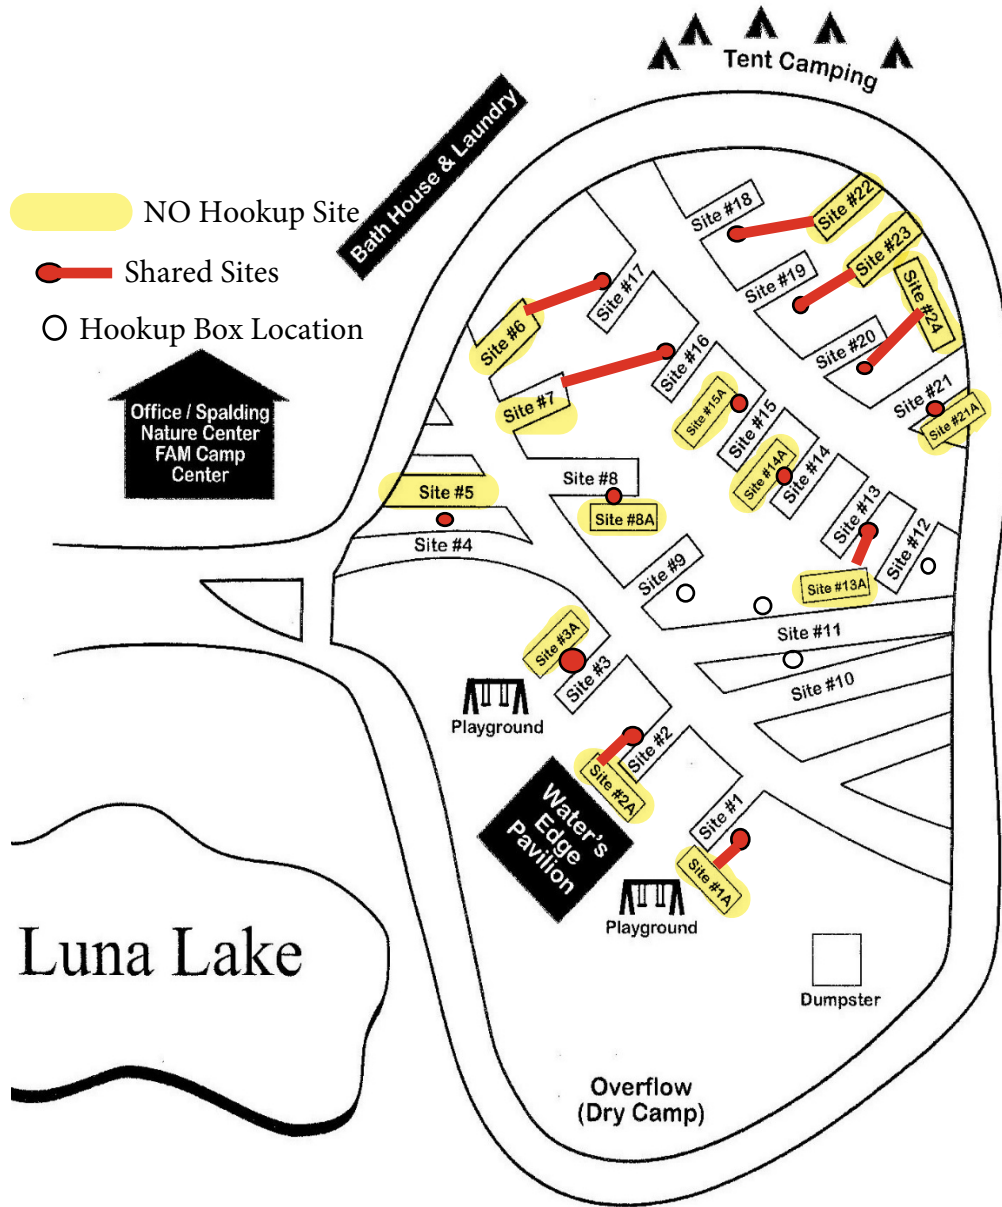 Tent Camping
Bath House & Laundry
NO Hookup Site
Shared Sites
Hookup Box Location
Office / Spalding
Nature Center
FAM Camp
Center
Site #18
Site #22
Site #23
Site #17
Site #19
Site #24
Site #6
Site #16
Site #20
Site #7
Site #15A
Site #15
Site #21
Site #21A
Site #14A
Site #14
Site #8
Site #5
Site #8A
Site #13
Site #12
Site #4
Site #9
Site #13A
Site #3A
Site #11
Site #3
Site #10
Playground
Site #2
Site #2A
Water's
Edge
Pavilion
Site #1
Site #1A
Playground
Luna Lake
Dumpster
Overflow
(Dry Camp)